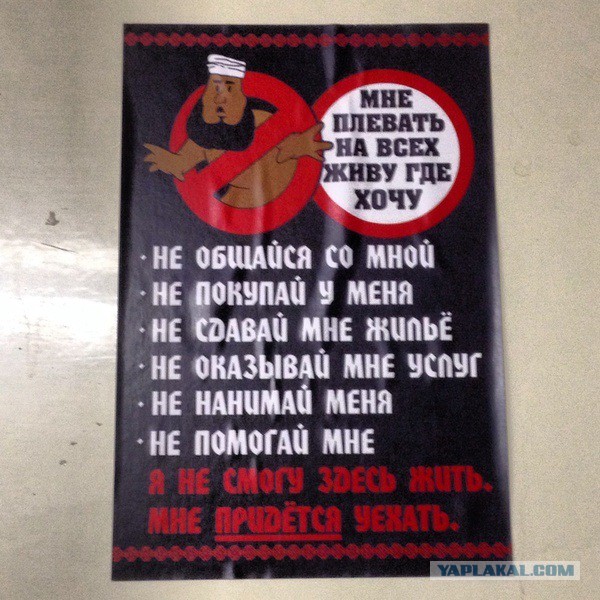 МНЕ
ПЛЕВАТЬ
НА ВСЕХ
ЖИВУ ГДЕ
ХОЧУ
· НЕ ОБЩАЙСЯ СО МНОЙ
· НЕ ПОКУПАЙ У МЕНЯ
· НЕ СДАВАЙ МНЕ ЖИЛЬЁ
· НЕ ОКАЗЫВАЙ МНЕ УСЛУГ
· НЕ НАНИМАЙ МЕНЯ
· НЕ ПОМОГАЙ МНЕ
Я НЕ СМОГУ ЗДЕСЬ ЖИТЬ.
МНЕ ПРИДЁТСЯ УЕХАТЬ.
YAPLAKAL.COM